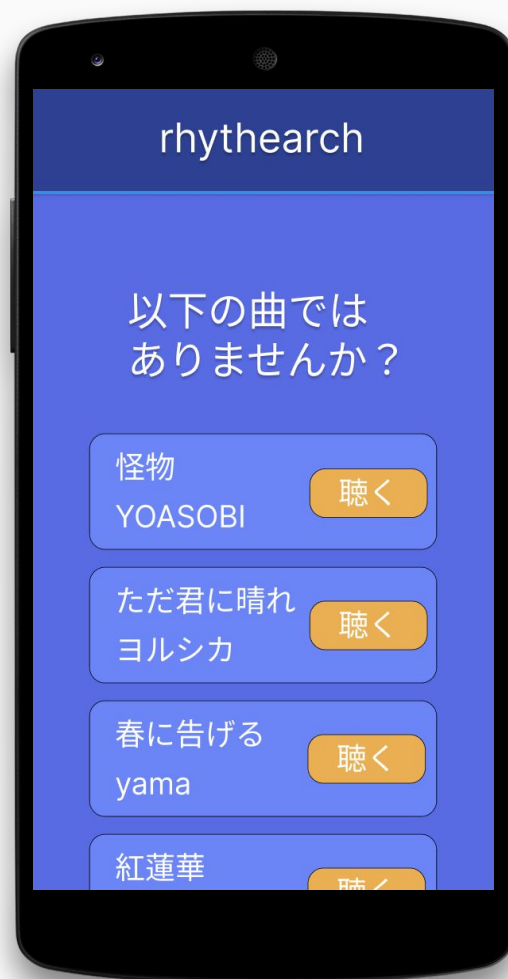 rhythearch
以下の曲では
ありませんか？
怪物
YOASOBI
聴く
ただ君に晴れ
ヨルシカ
聴く
春に告げる
yama
聴く
紅蓮華
聴く